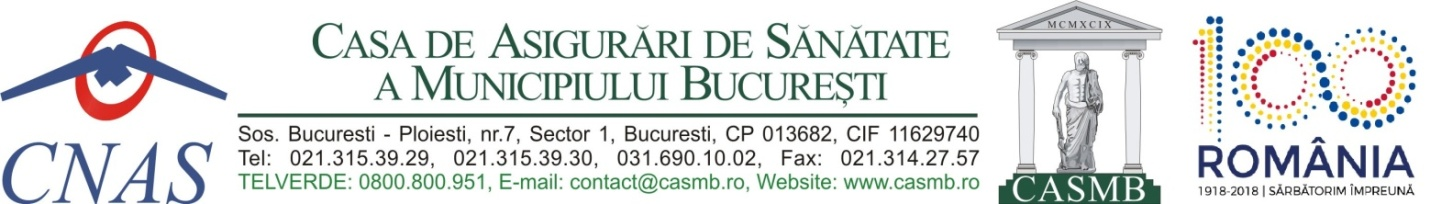 CNAS
CASA DE ASIGURĂRI DE SĂNĂTATE
A MUNICIPIULUI BUCUREȘTI
Sos. Bucuresti - Ploiesti, nr.7, Sector 1, Bucuresti, CP 013682, CIF 11629740
Tel: 021.315.39.29, 021.315.39.30, 031.690.10.02, Fax: 021.314.27.57
TELVERDE: 0800.800.951, E-mail: contact@casmb.ro, Website: www.casmb.ro
MCMXCIX
CASMB
100
ROMÂNIA
1918-2018 | SĂRBĂTORIM ÎMPREUNĂ